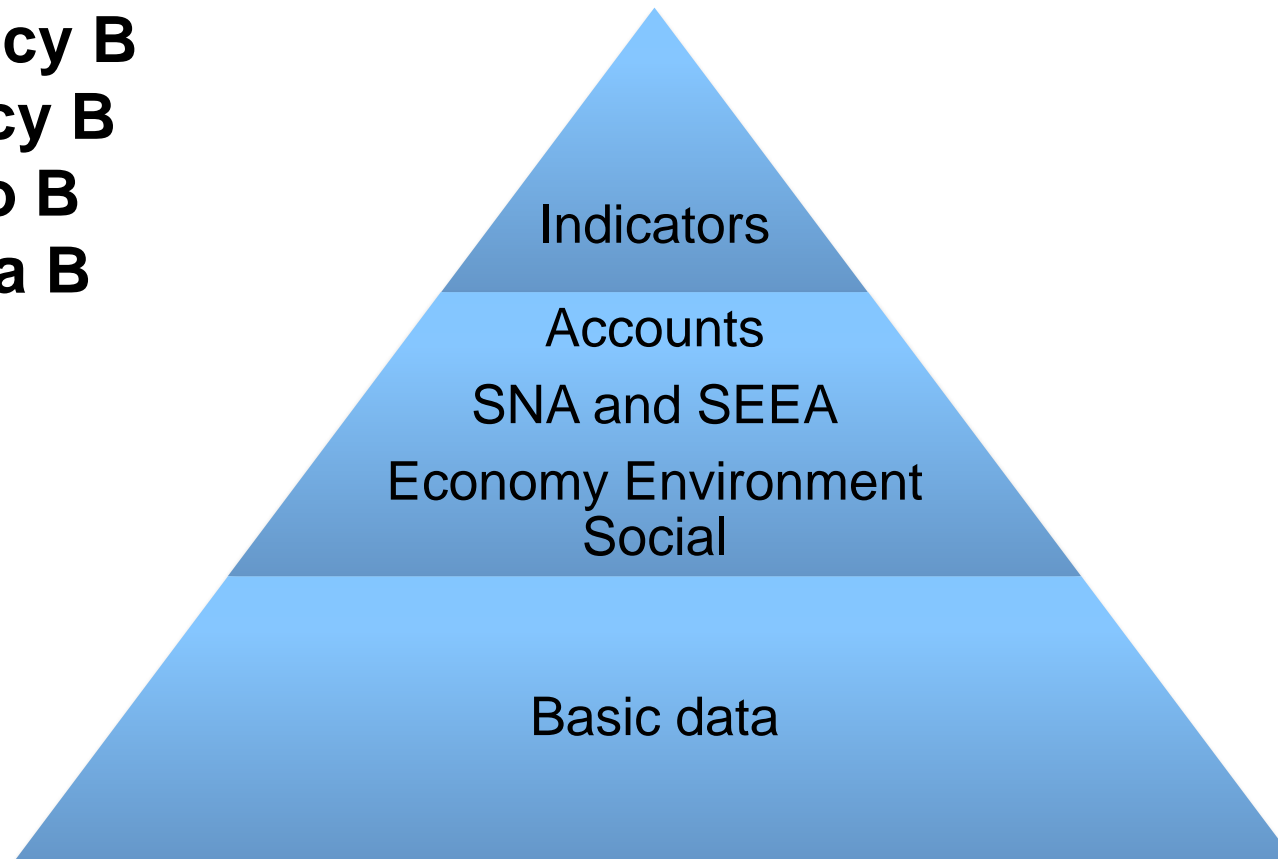 cy B
cy B
o B
a B
Indicators
Accounts
SNA and SEEA
Economy Environment
Social
Basic data